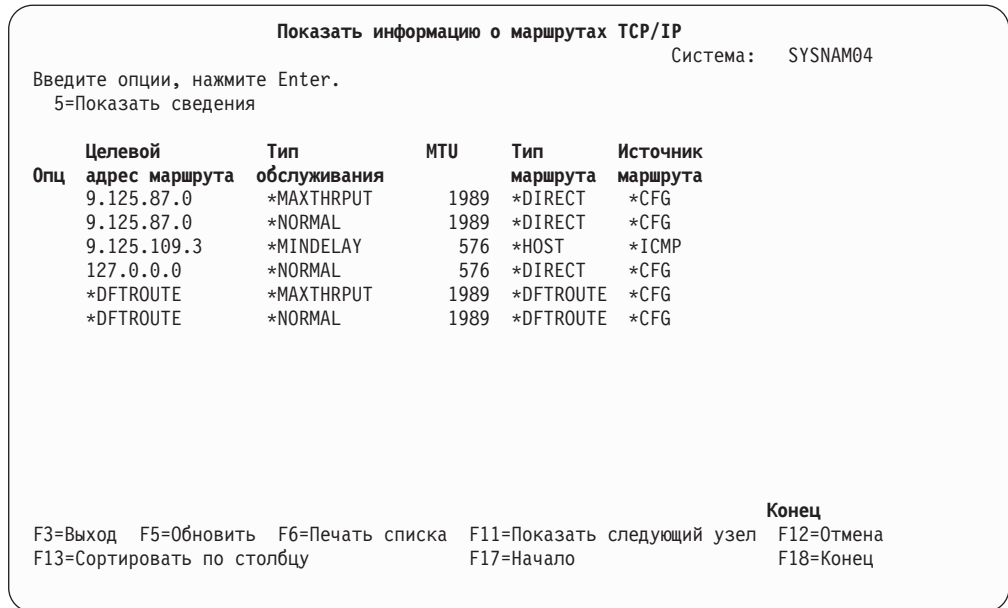 Показать информацию о маршрутах TCP/IP
Система: SYSNAM04
Введите опции, нажмите Enter.
5=Показать сведения
Целевой Тип MTU Тип Источник
Опц адрес маршрута обслуживания маршрута маршрута
9.125.87.0 *MAXTHRPUT 1989 *DIRECT *CFG
9.125.87.0 *NORMAL 1989 *DIRECT *CFG
9.125.109.3 *MINDELAY 576 *HOST *ICMP
127.0.0.0 *NORMAL 576 *DIRECT *CFG
*DFTROUTE *MAXTHRPUT 1989 *DFTROUTE *CFG
*DFTROUTE *NORMAL 1989 *DFTROUTE *CFG
Конец
F3=Выход F5=Обновить F6=Печать списка F11=Показать следующий узел F12=Отмена
F13=Сортировать по столбцу F17=Начало F18=Конец